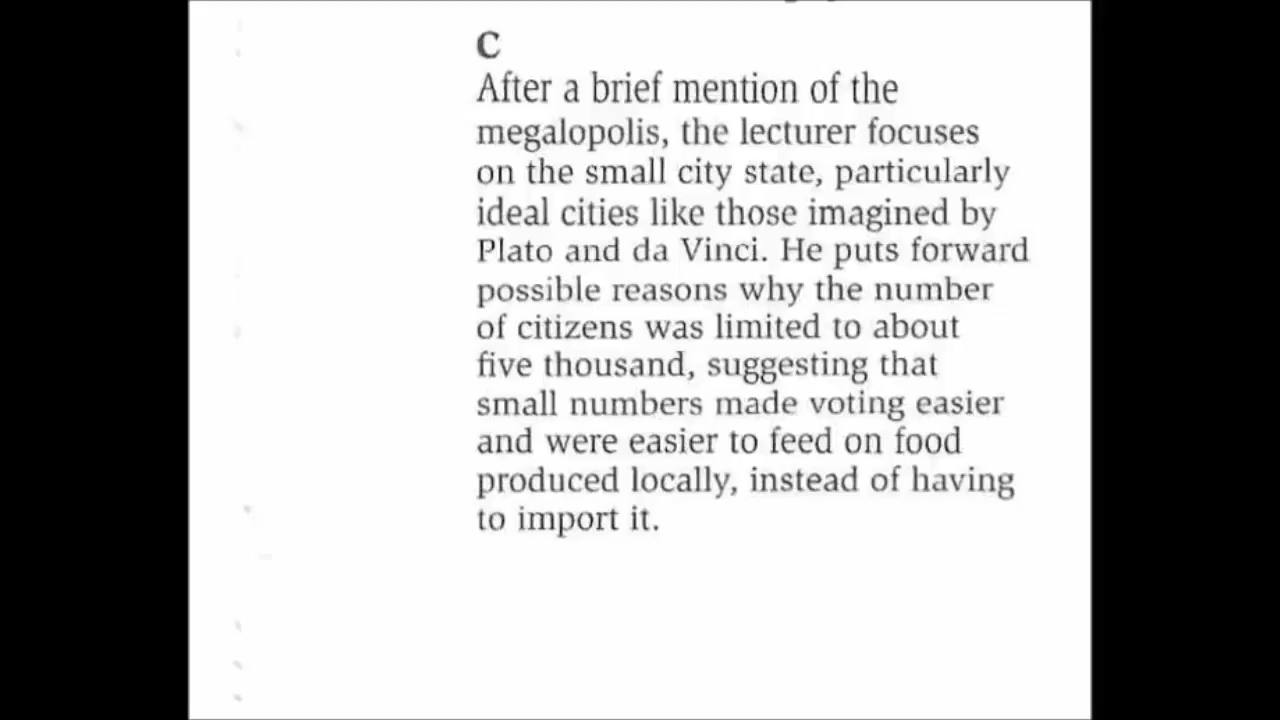 C
After a brief mention of the
megalopolis, the lecturer focuses
on the small city state, particularly
ideal cities like those imagined by
Plato and da Vinci. He puts forward
possible reasons why the number
of citizens was limited to about
five thousand, suggesting that
small numbers made voting easier
and were easier to feed on food
produced locally, instead of having
to import it.